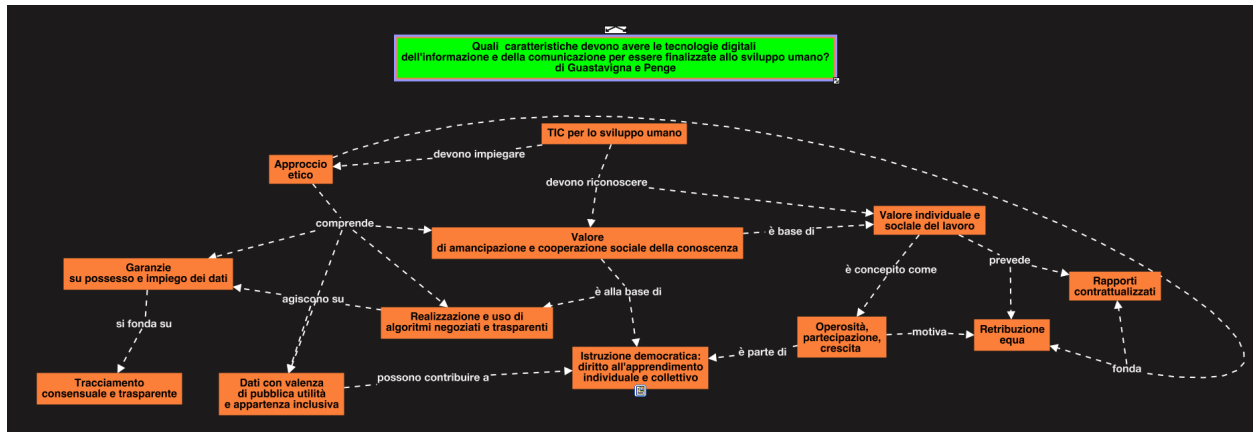 Quali caratteristiche devono avere le tecnologie digitali
dell'informazione e della comunicazione per essere finalizzate allo sviluppo umano?
di Guastavigna e Penge
TIC per lo sviluppo umano
devono impiegare
Approccio
etico
devono riconoscere
comprende
Valore
di amancipazione e cooperazione sociale della conoscenza
è base di
Valore individuale e
sociale del lavoro
Garanzie
su possesso e impiego dei dati
è concepito come
prevede
Rapporti
contrattualizzati
agiscono su
è alla base di
si fonda su
Realizzazione e uso di
algoritmi negoziati e trasparenti
Operosità,
partecipazione,
crescita
motiva
Retribuzione
equa
Istruzione democratica:
diritto all'apprendimento
individuale e collettivo
è parte di
fonda
Tracciamento
consensuale e trasparente
Dati con valenza
di pubblica utilità
e appartenza inclusiva
possono contribuire a